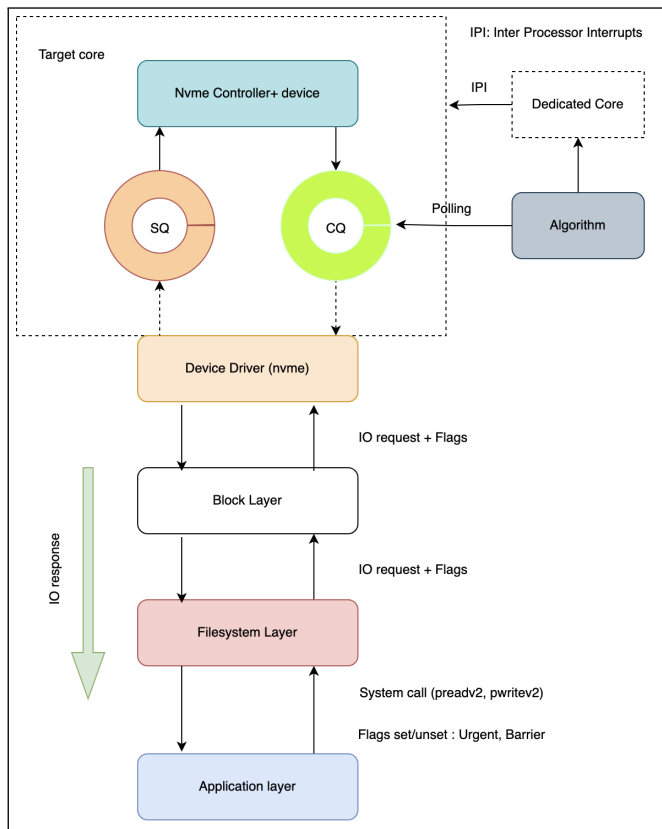 IPI: Inter Processor Interrupts
Target core
Nvme Controller+ device
IPI
Dedicated Core
SQ
CQ
Polling
Algorithm
Device Driver (nvme)
IO request + Flags
Block Layer
IO response
IO request + Flags
Filesystem Layer
System call (preadv2, pwritev2)
Flags set/unset : Urgent, Barrier
Application layer